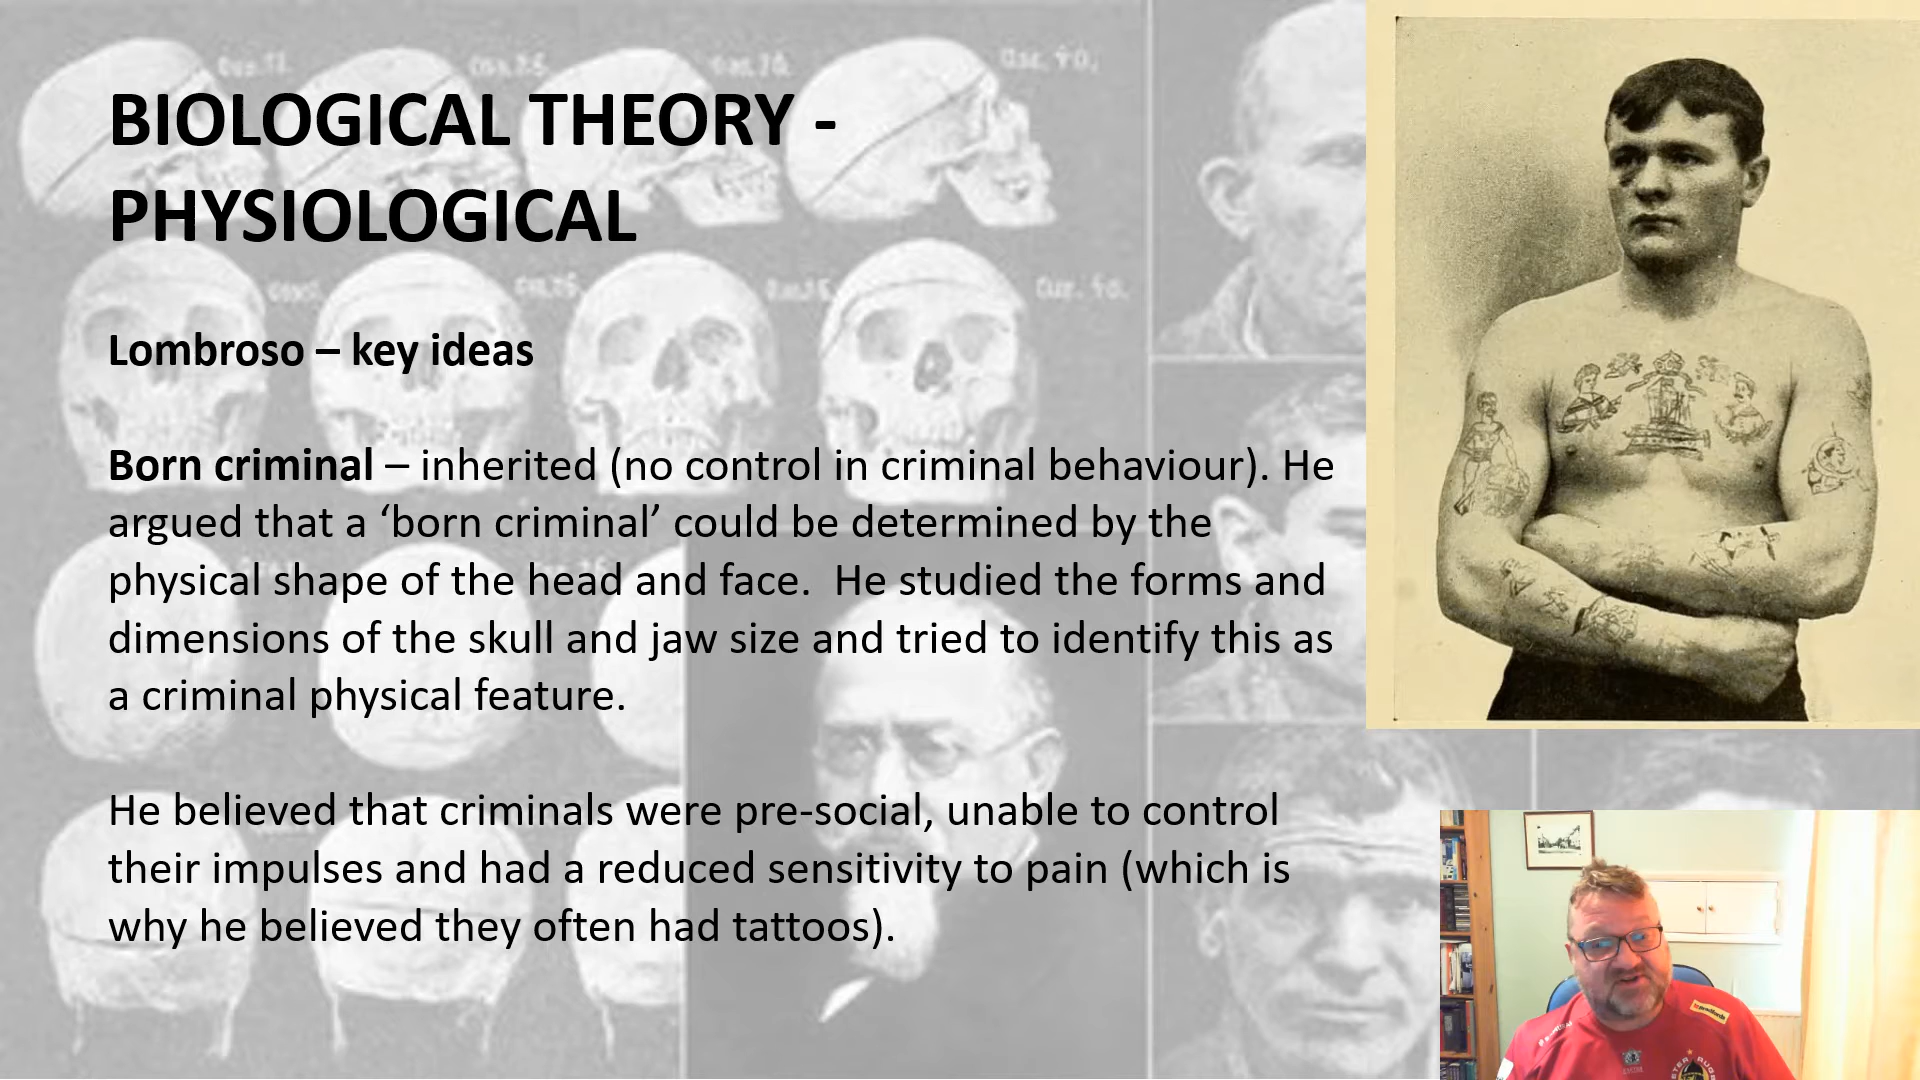 BIOLOGICAL THEORY -
PHYSIOLOGICAL
Lombroso – key ideas
Born criminal – inherited (no control in criminal behaviour). He
argued that a ‘born criminal’ could be determined by the
physical shape of the head and face.  He studied the forms and
dimensions of the skull and jaw size and tried to identify this as
a criminal physical feature.
He believed that criminals were pre-social, unable to control
their impulses and had a reduced sensitivity to pain (which is
why he believed they often had tattoos).